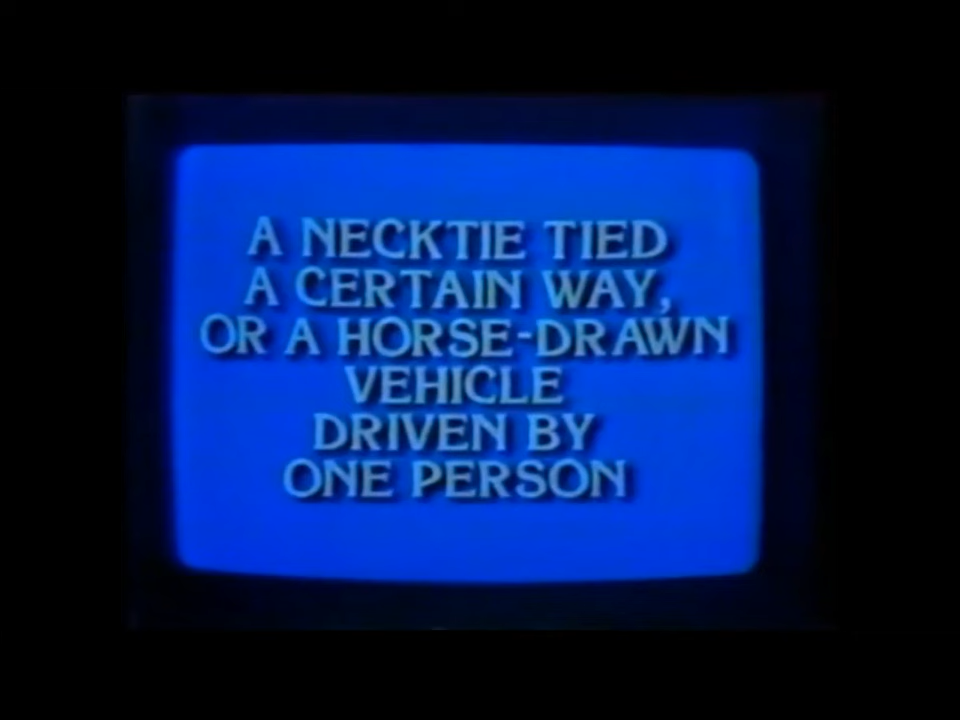 A NECKTIE TIED
A CERTAIN WAY,
OR A HORSE-DRAWN
VEHICLE
DRIVEN BY
ONE PERSON